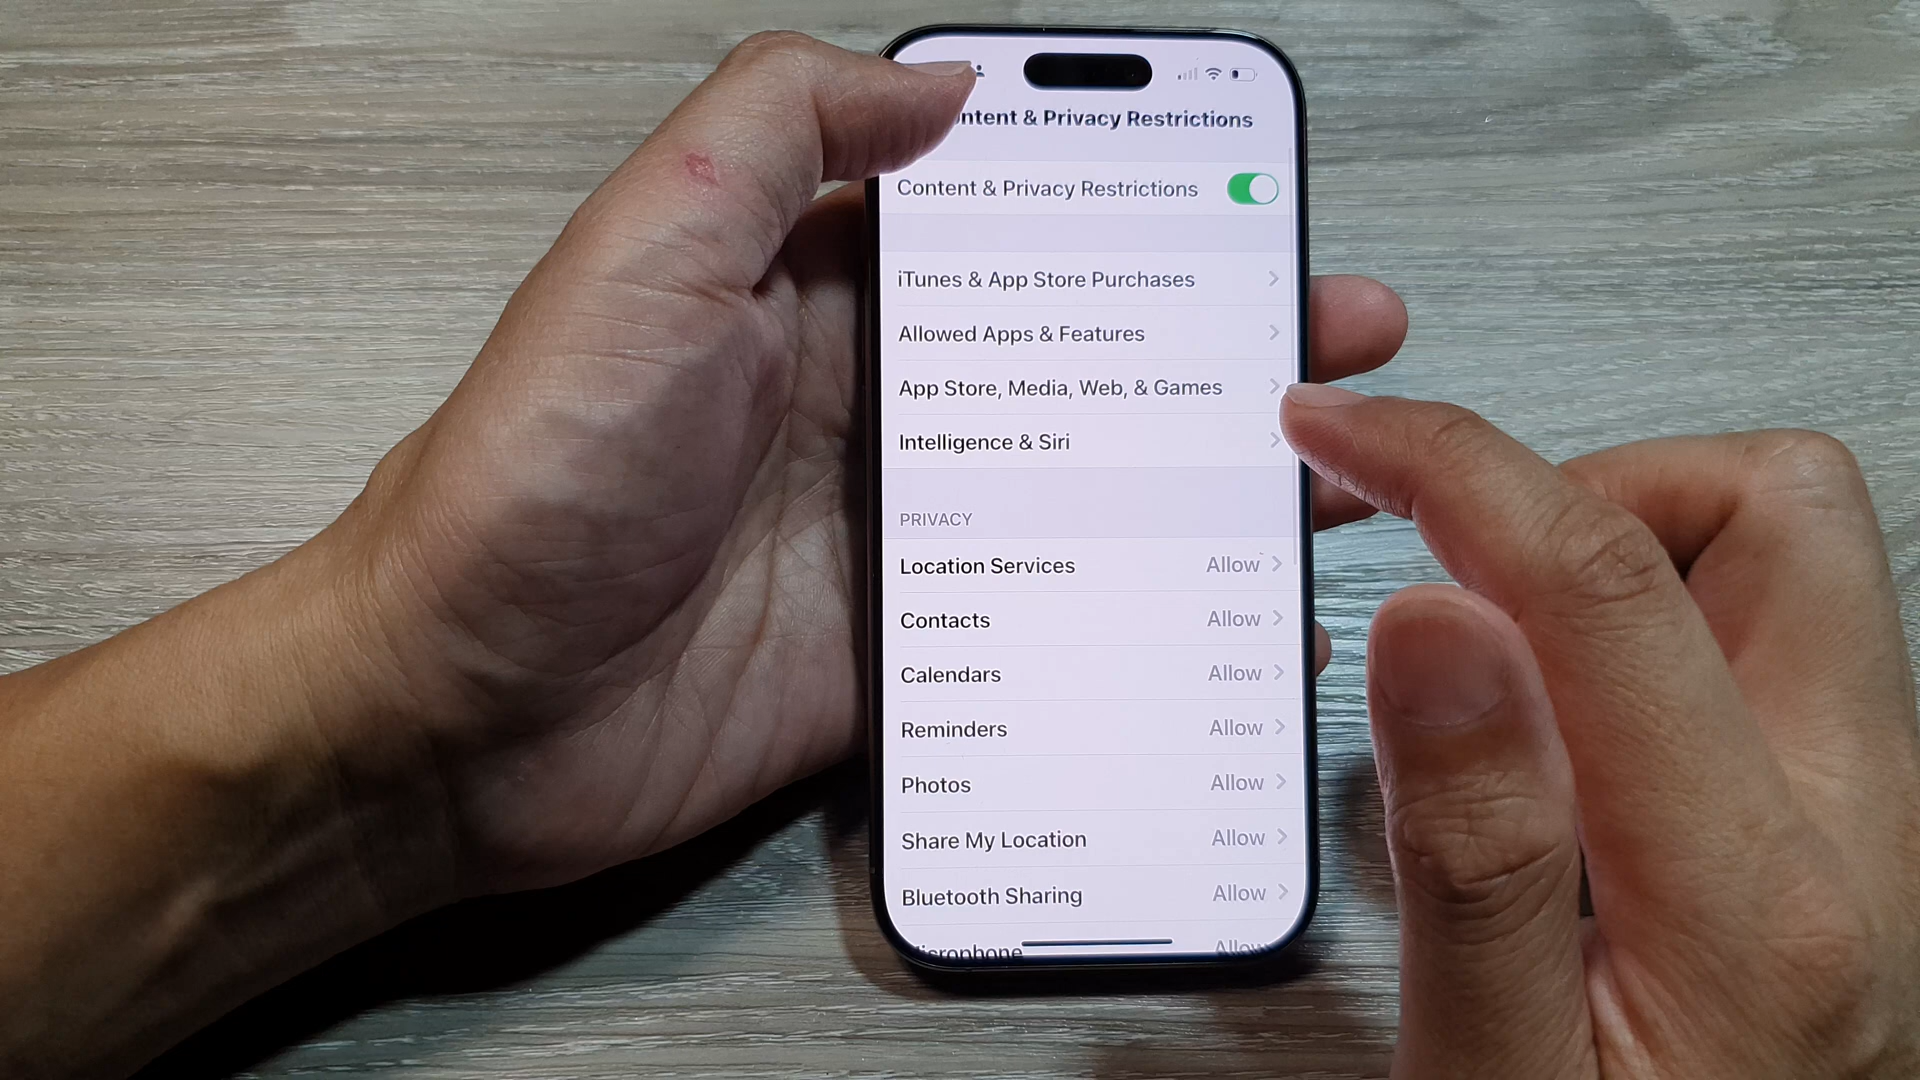 & Privacy Restrictions
Content & Privacy Restrictions
iTunes & App Store Purchases
Allowed Apps & Features
App Store, Media, Web, & Games
Intelligence & Siri
PRIVACY
Location Services Allow
Contacts Allow
Calendars Allow
Reminders Allow
Photos Allow
Share My Location Allow
Bluetooth Sharing Allow